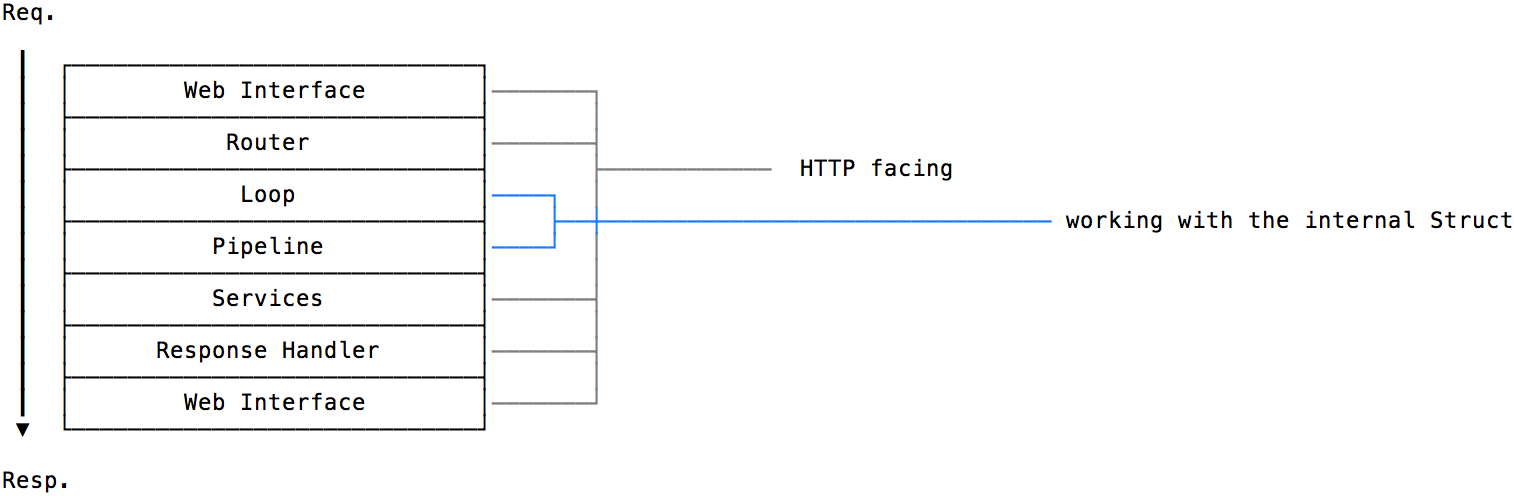 Req.
Web Interface
Router
HTTP facing
Loop
working with the internal Struct
Pipeline
Services
Response Handler
Web Interface
Resp.